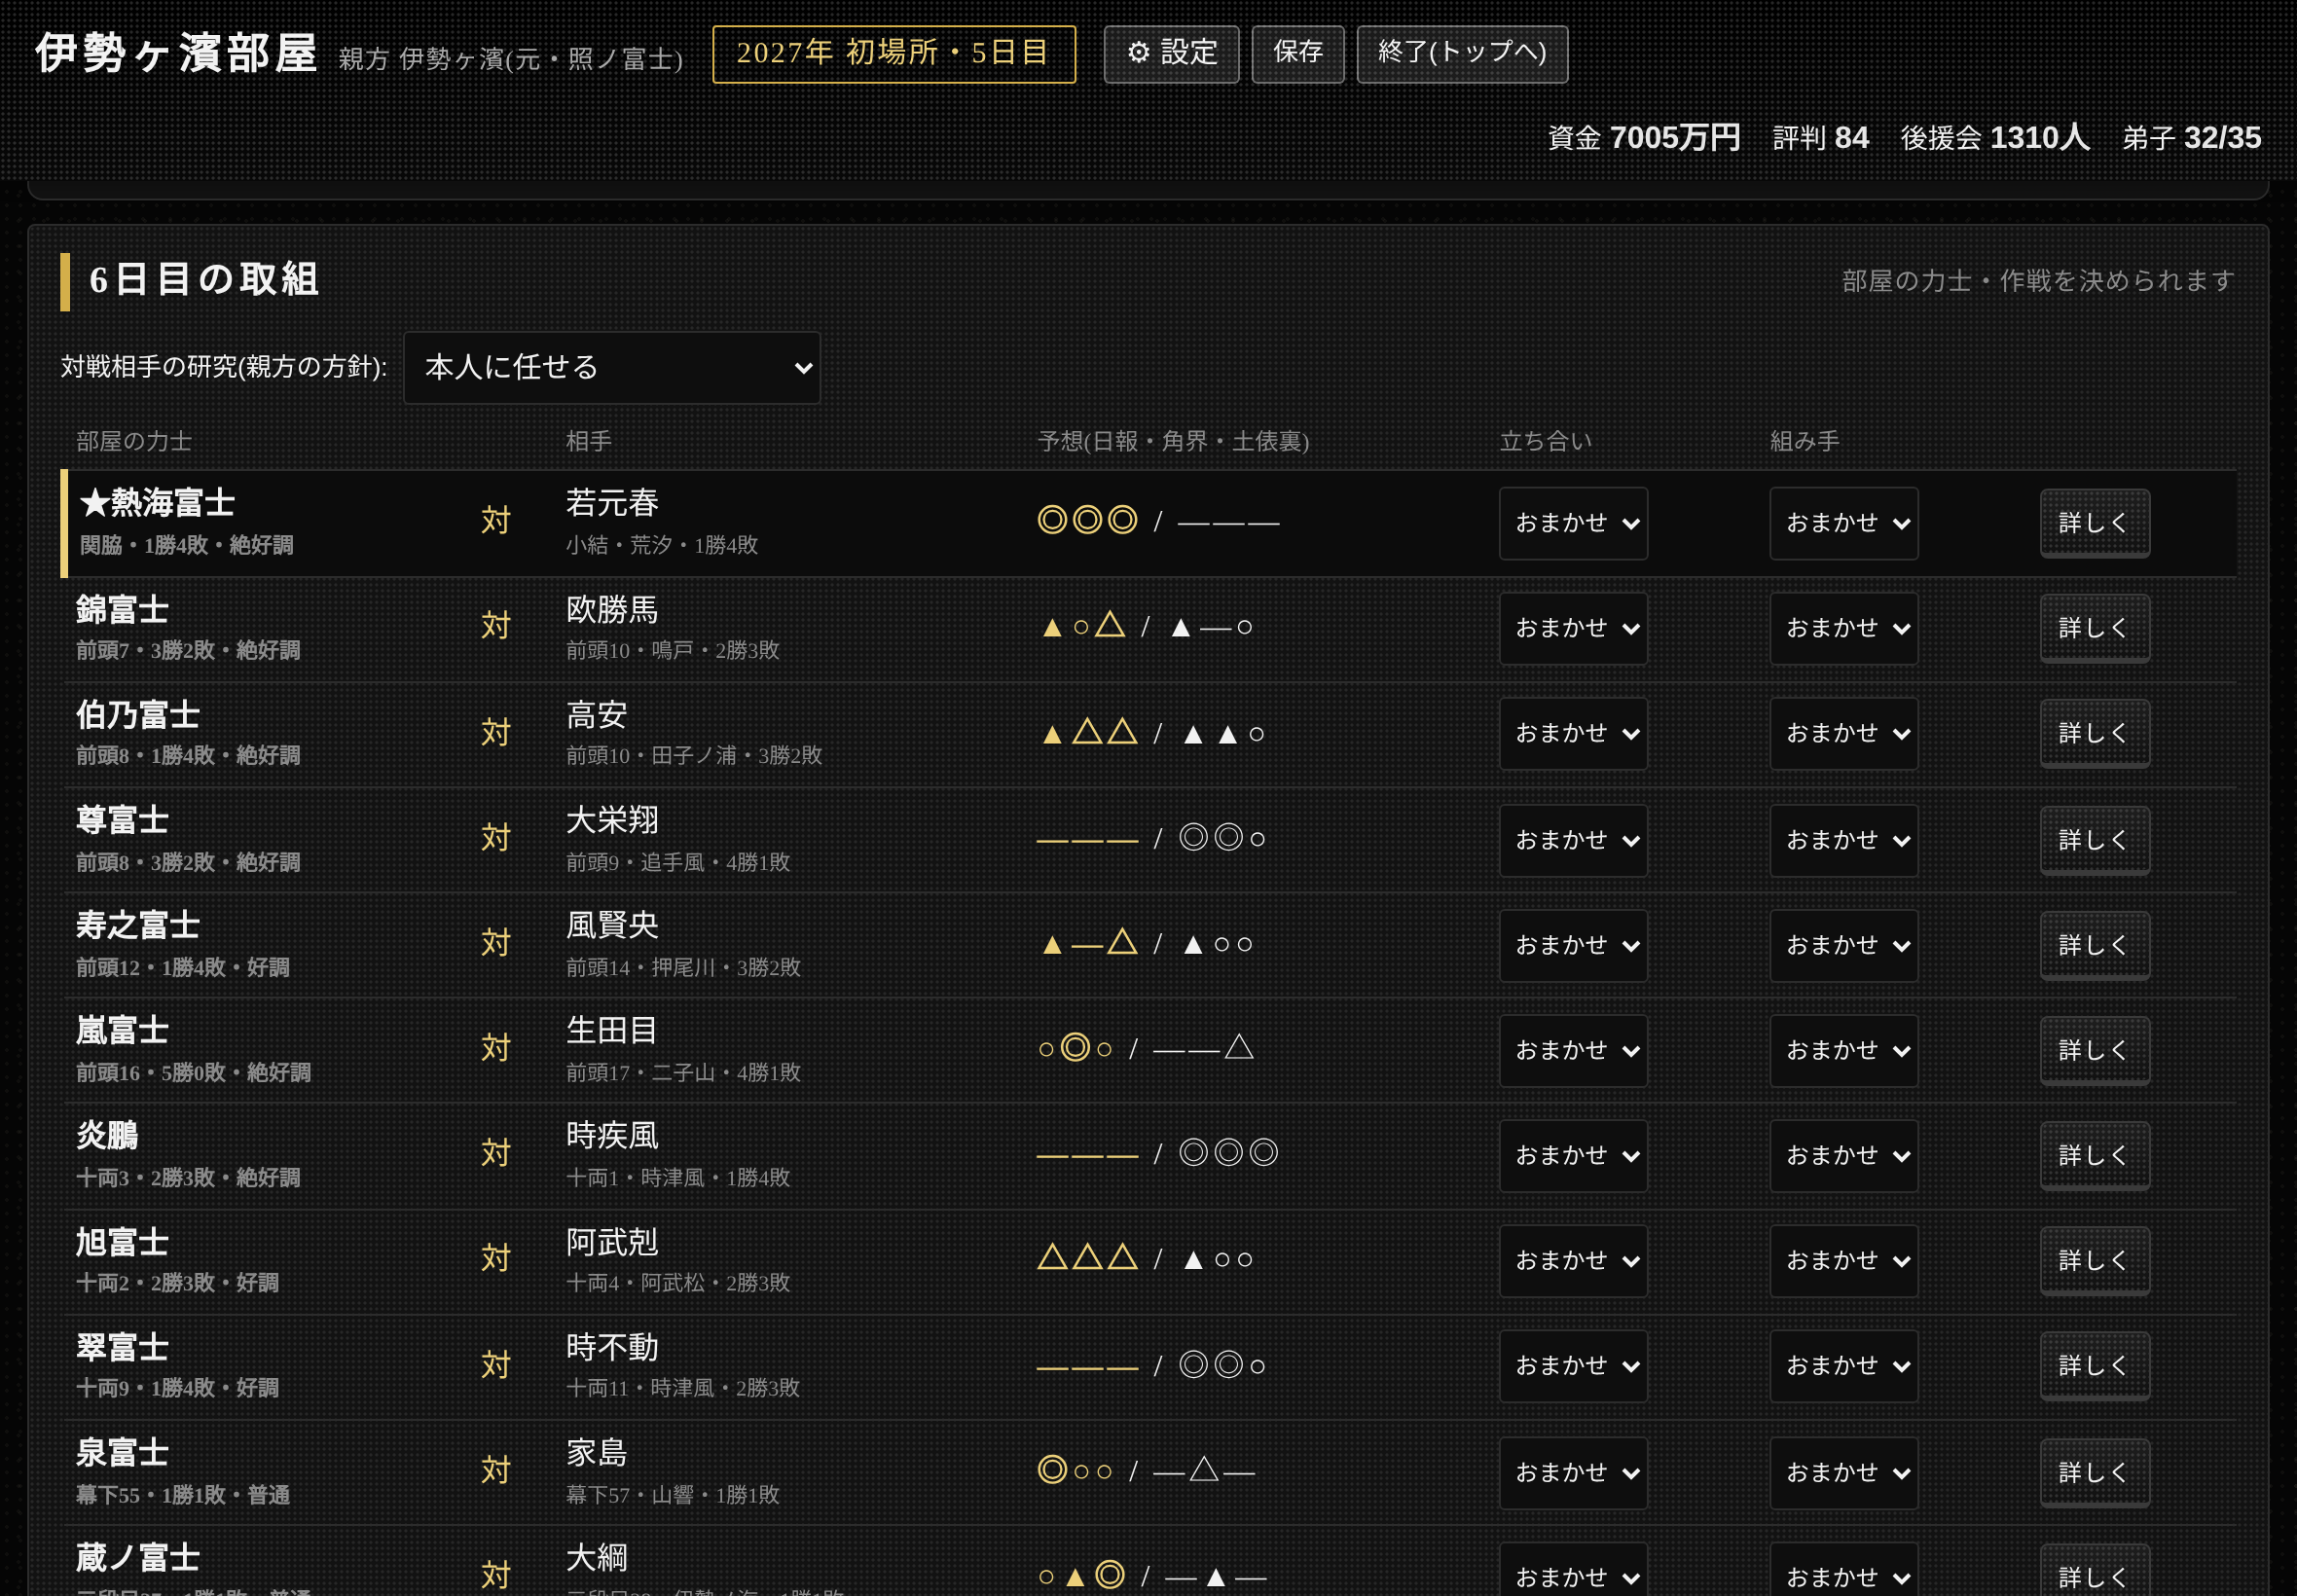 伊勢ヶ濱部屋 親方 伊勢ヶ濱(元・照ノ富士) 2027年 初場所・5日目 ⚙ 設定 保存 終了(トップへ)
資金 7005万円 評判 84 後援会 1310人 弟子 32/35
6日目の取組 部屋の力士・作戦を決められます
対戦相手の研究(親方の方針): 本人に任せる
部屋の力士 相手 予想(日報・角界・土俵裏) 立ち合い 組み手
★熱海富士 対 若元春 ◎◎◎ / ——— おまかせ おまかせ 詳しく
関脇・1勝4敗・絶好調 小結・荒汐・1勝4敗
錦富士 対 欧勝馬 ▲○△ / ▲—○ おまかせ おまかせ 詳しく
前頭7・3勝2敗・絶好調 前頭10・鳴戸・2勝3敗
伯乃富士 対 高安 ▲△△ / ▲▲○ おまかせ おまかせ 詳しく
前頭8・1勝4敗・絶好調 前頭10・田子ノ浦・3勝2敗
尊富士 対 大栄翔 ——— / ◎◎○ おまかせ おまかせ 詳しく
前頭8・3勝2敗・絶好調 前頭9・追手風・4勝1敗
寿之富士 対 風賢央 ▲—△ / ▲○○ おまかせ おまかせ 詳しく
前頭12・1勝4敗・好調 前頭14・押尾川・3勝2敗
嵐富士 対 生田目 ○◎○ / ——△ おまかせ おまかせ 詳しく
前頭16・5勝0敗・絶好調 前頭17・二子山・4勝1敗
炎鵬 対 時疾風 ——— / ◎◎◎ おまかせ おまかせ 詳しく
十両3・2勝3敗・絶好調 十両1・時津風・1勝4敗
旭富士 対 阿武剋 △△△ / ▲○○ おまかせ おまかせ 詳しく
十両2・2勝3敗・好調 十両4・阿武松・2勝3敗
翠富士 対 時不動 ——— / ◎◎○ おまかせ おまかせ 詳しく
十両9・1勝4敗・好調 十両11・時津風・2勝3敗
泉富士 対 家島 ◎○○ / —△— おまかせ おまかせ 詳しく
幕下55・1勝1敗・普通 幕下57・山響・1勝1敗
蔵ノ富士 対 大綱 ○▲◎ / —▲— おまかせ おまかせ 詳しく